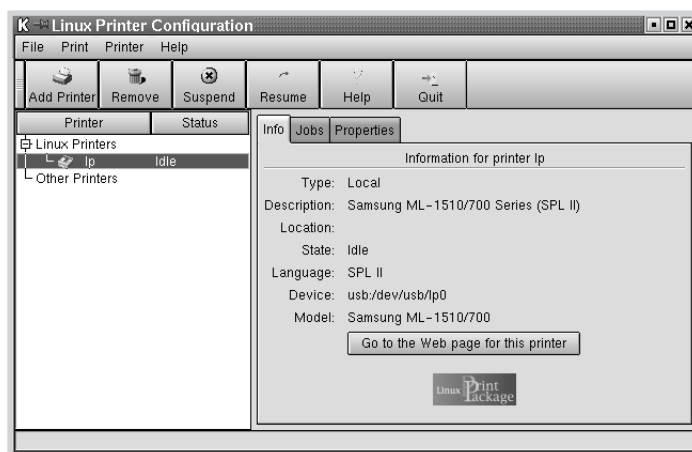 Linux Printer Configuration
File Print Printer Help
Add Printer Remove Suspend Resume Help Quit
Printer Status
Linux Printers
lp Idle
Other Printers
Info Jobs Properties
Information for printer lp
Type: Local
Description: Samsung ML-1510/700 Series (SPL II)
Location:
State: Idle
Language: SPL II
Device: usb:/dev/usb/lp0
Model: Samsung ML-1510/700
Go to the Web page for this printer
Linux Print Package